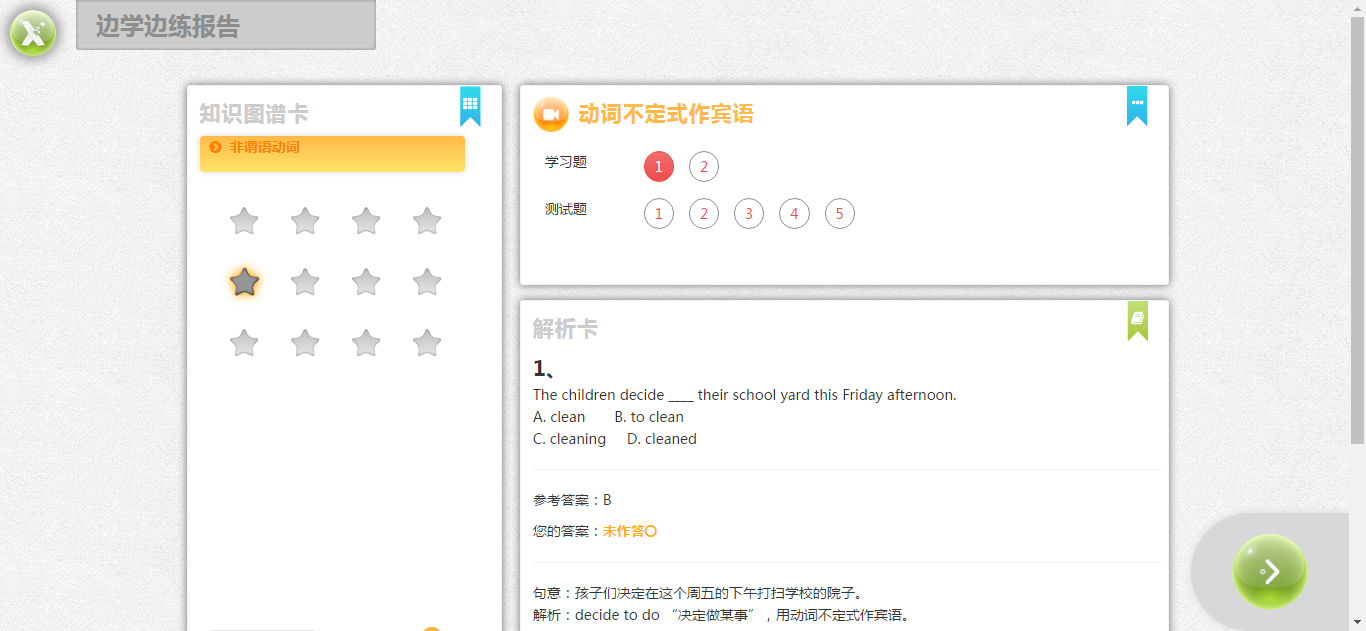 边学边练报告
知识图谱卡
非谓语动词
动词不定式作宾语
学习题 1 2
测试题 1 2 3 4 5
解析卡
1、
The children decide ____ their school yard this Friday afternoon.
A. clean B. to clean
C. cleaning D. cleaned
参考答案：B
您的答案：未作答〇
句意：孩子们决定在这个周五的下午打扫学校的院子。
解析：decide to do “决定做某事”，用动词不定式作宾语。